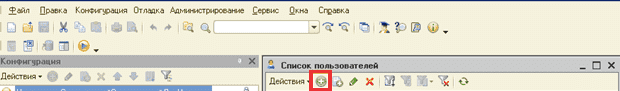 Файл Правка Конфигурация Отладка Администрирование Сервис Окна Справка
Конфигурация
Действия
Список пользователей
Действия